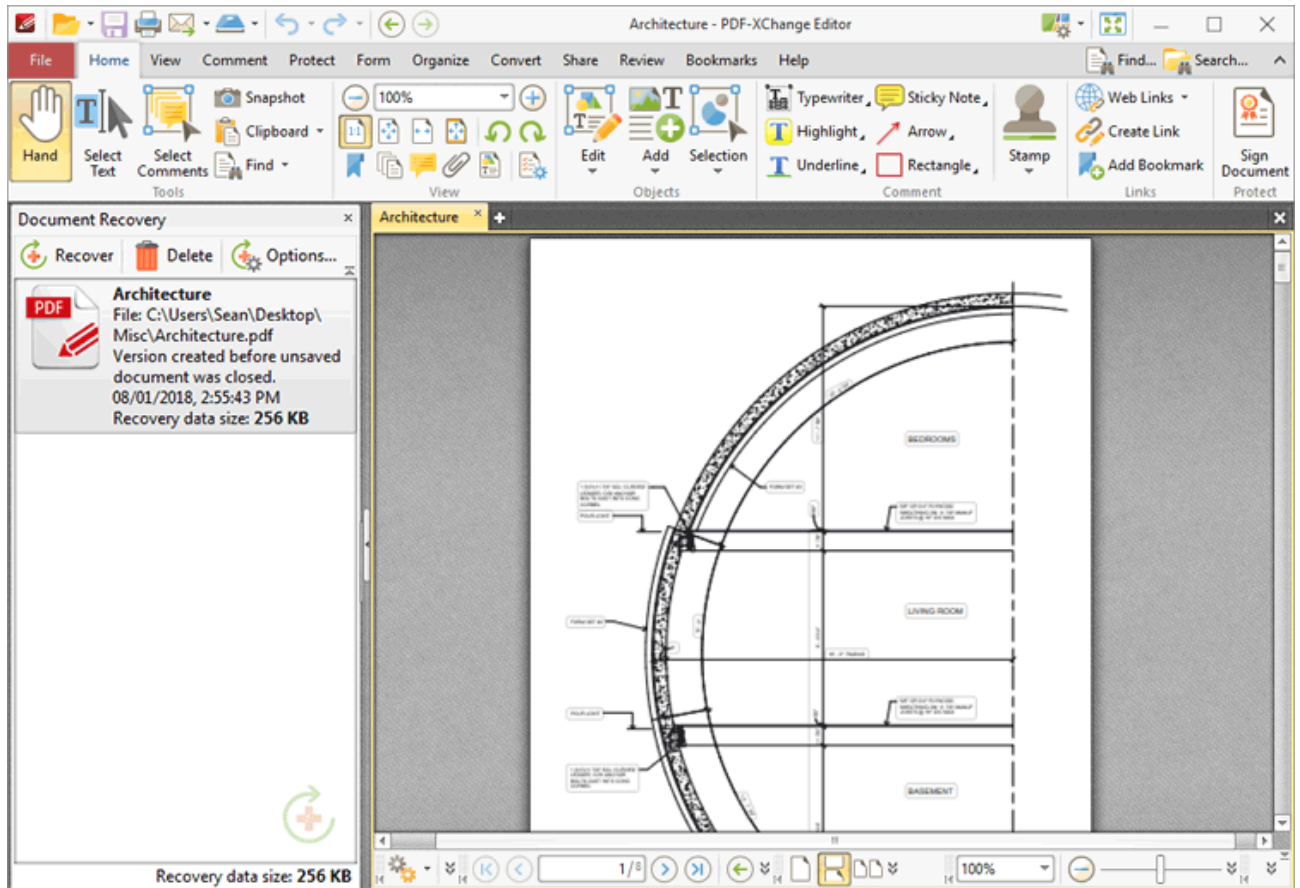 Architecture - PDF-XChange Editor
File Home View Comment Protect Form Organize Convert Share Review Bookmarks Help Find... Search...
Hand
Select Text
Select Comments
Snapshot
Clipboard
Find
Tools
100%
View
Edit
Add
Selection
Objects
Typewriter
Sticky Note
Highlight
Arrow
Underline
Rectangle
Stamp
Comment
Web Links
Create Link
Add Bookmark
Links
Sign Document
Protect
Document Recovery
Recover Delete Options...
PDF
Architecture
File: C:\Users\Sean\Desktop\
Misc\Architecture.pdf
Version created before unsaved
document was closed.
08/01/2018, 2:55:43 PM
Recovery data size: 256 KB
Recovery data size: 256 KB
Architecture
BEDROOMS
LIVING ROOM
BASEMENT
1/8
100%